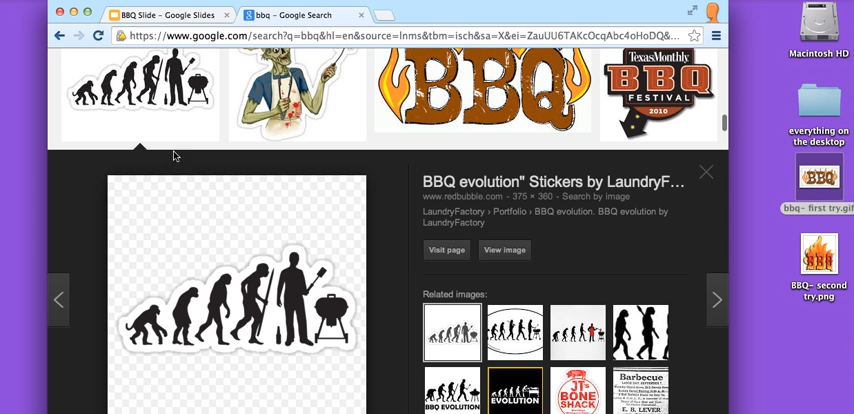 BBQ Slide - Google Slides
bbq - Google Search
https://www.google.com/search?q=bbq&hl=en&source=lnms&tbm=isch&sa=X&ei=ZauUU6TAKcOcqAbc4oHoDQ&...
BBQ
TexasMonthly
BBQ
FESTIVAL
2010
BBQ evolution" Stickers by LaundryF...
www.redbubble.com - 375 × 360 - Search by image
LaundryFactory › Portfolio › BBQ evolution. BBQ evolution by
LaundryFactory
Visit page
View image
Related images:
BBQ EVOLUTION
EVOLUTION
JT's
BONE
SHACK
E. B. LEVER
Macintosh HD
everything on
the desktop
BBQ
bbq- first try.gif
BBQ- second
try.png